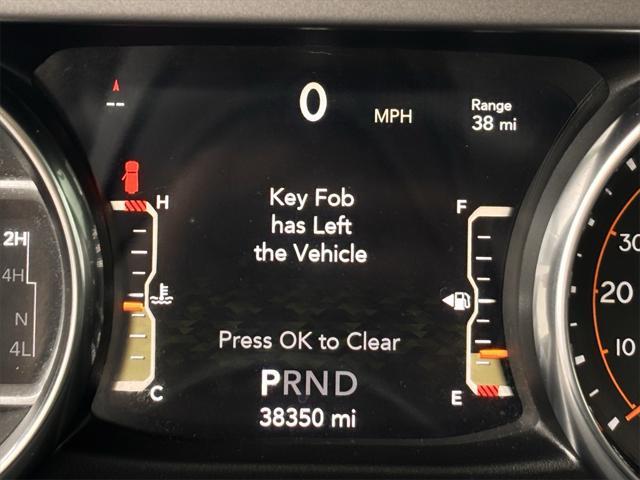 0 MPH
Range
38 mi
H
Key Fob
has Left
the Vehicle
F
2H
4H
N
4L
30
20
10
Press OK to Clear
C
PRND
E
38350 mi